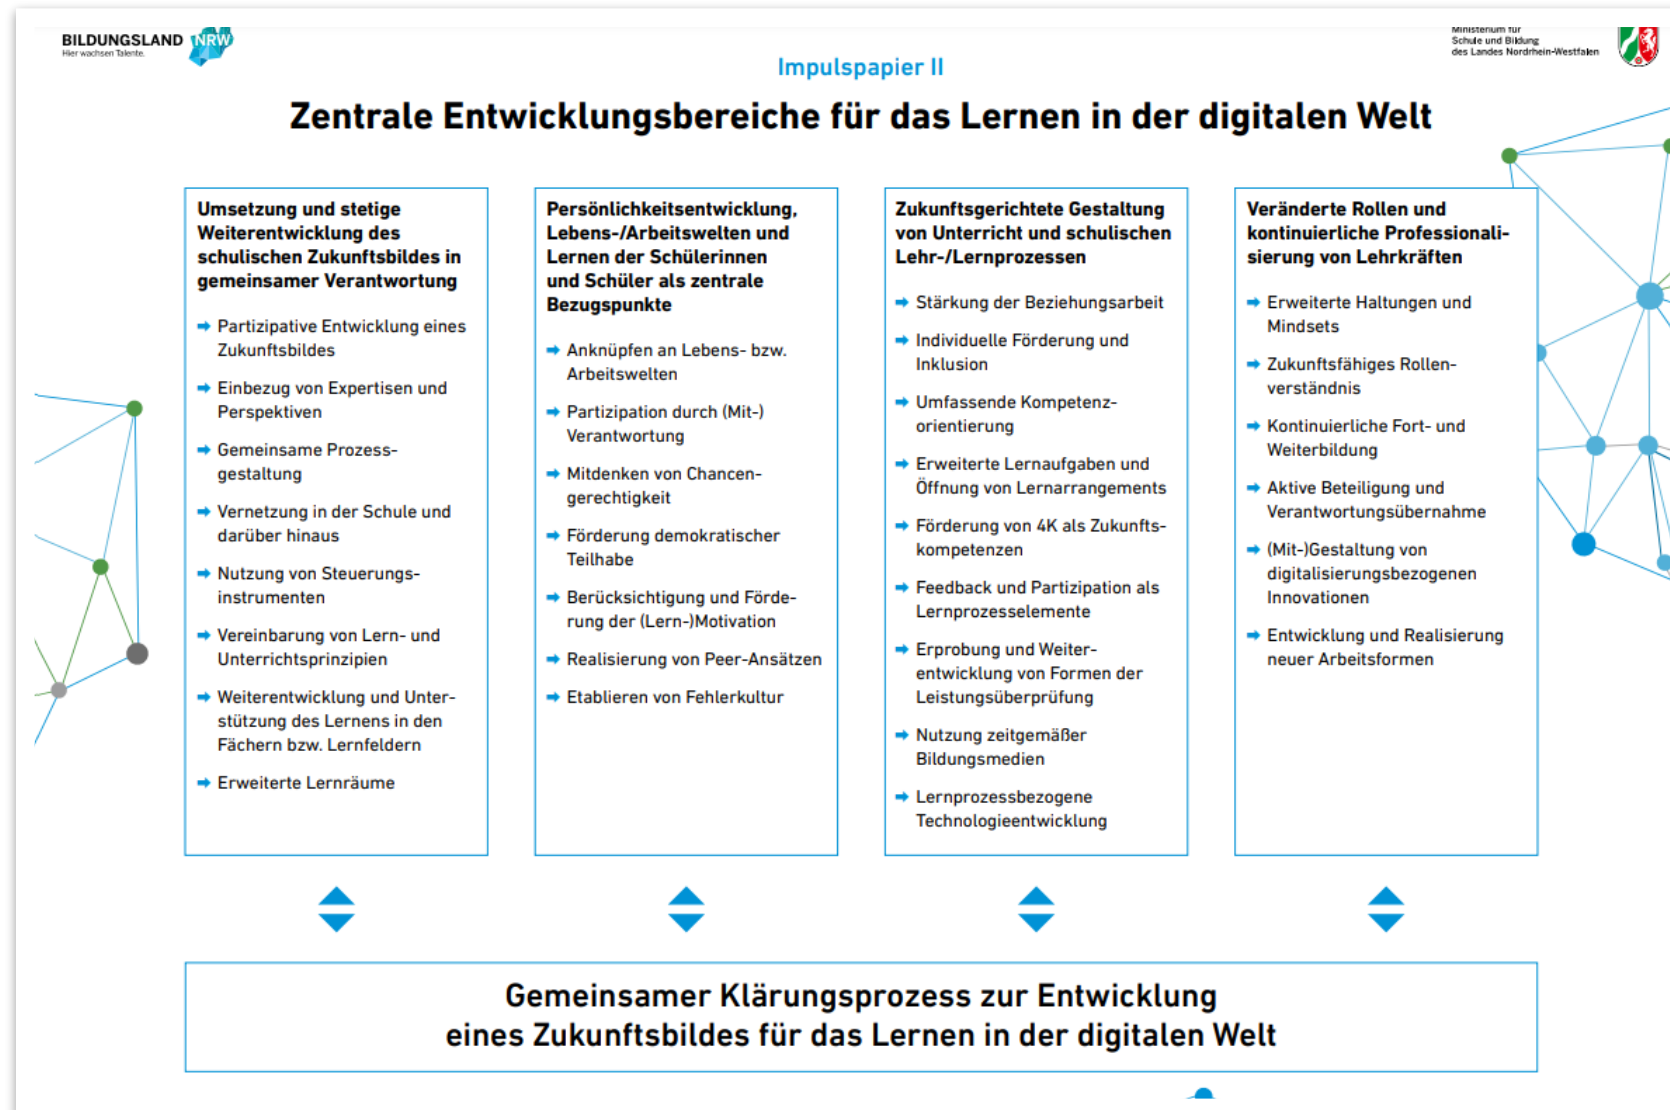 BILDUNGSLAND NRW
Hier wachsen Talente.
Ministerium für
Schule und Bildung
des Landes Nordrhein-Westfalen
Impulspapier II
Zentrale Entwicklungsbereiche für das Lernen in der digitalen Welt
Umsetzung und stetige
Weiterentwicklung des
schulischen Zukunftsbildes in
gemeinsamer Verantwortung
Partizipative Entwicklung eines
Zukunftsbildes
Einbezug von Expertisen und
Perspektiven
Gemeinsame Prozess-
gestaltung
Vernetzung in der Schule und
darüber hinaus
Nutzung von Steuerungs-
instrumenten
Vereinbarung von Lern- und
Unterrichtsprinzipien
Weiterentwicklung und Unter-
stützung des Lernens in den
Fächern bzw. Lernfeldern
Erweiterte Lernräume
Persönlichkeitsentwicklung,
Lebens-/Arbeitswelten und
Lernen der Schülerinnen
und Schüler als zentrale
Bezugspunkte
Anknüpfen an Lebens- bzw.
Arbeitswelten
Partizipation durch (Mit-)
Verantwortung
Mitdenken von Chancen-
gerechtigkeit
Förderung demokratischer
Teilhabe
Berücksichtigung und Förde-
rung der (Lern-)Motivation
Realisierung von Peer-Ansätzen
Etablieren von Fehlerkultur
Zukunftsgerichtete Gestaltung
von Unterricht und schulischen
Lehr-/Lernprozessen
Stärkung der Beziehungsarbeit
Individuelle Förderung und
Inklusion
Umfassende Kompetenz-
orientierung
Erweiterte Lernaufgaben und
Öffnung von Lernarrangements
Förderung von 4K als Zukunfts-
kompetenzen
Feedback und Partizipation als
Lernprozesselemente
Erprobung und Weiter-
entwicklung von Formen der
Leistungsüberprüfung
Nutzung zeitgemäßer
Bildungsmedien
Lernprozessbezogene
Technologieentwicklung
Veränderte Rollen und
kontinuierliche Professionali-
sierung von Lehrkräften
Erweiterte Haltungen und
Mindsets
Zukunftsfähiges Rollen-
verständnis
Kontinuierliche Fort- und
Weiterbildung
Aktive Beteiligung und
Verantwortungsübernahme
(Mit-)Gestaltung von
digitalisierungsbezogenen
Innovationen
Entwicklung und Realisierung
neuer Arbeitsformen
Gemeinsamer Klärungsprozess zur Entwicklung
eines Zukunftsbildes für das Lernen in der digitalen Welt